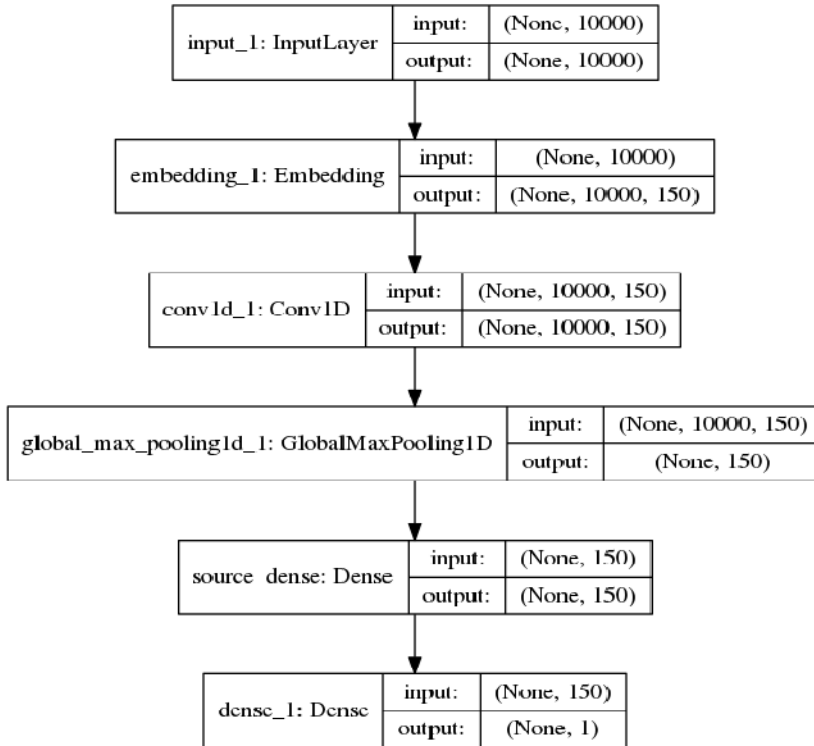 input_1: InputLayer
input: (None, 10000)
output: (None, 10000)
embedding_1: Embedding
input: (None, 10000)
output: (None, 10000, 150)
conv1d_1: Conv1D
input: (None, 10000, 150)
output: (None, 10000, 150)
global_max_pooling1d_1: GlobalMaxPooling1D
input: (None, 10000, 150)
output: (None, 150)
source_dense: Dense
input: (None, 150)
output: (None, 150)
dense_1: Dense
input: (None, 150)
output: (None, 1)